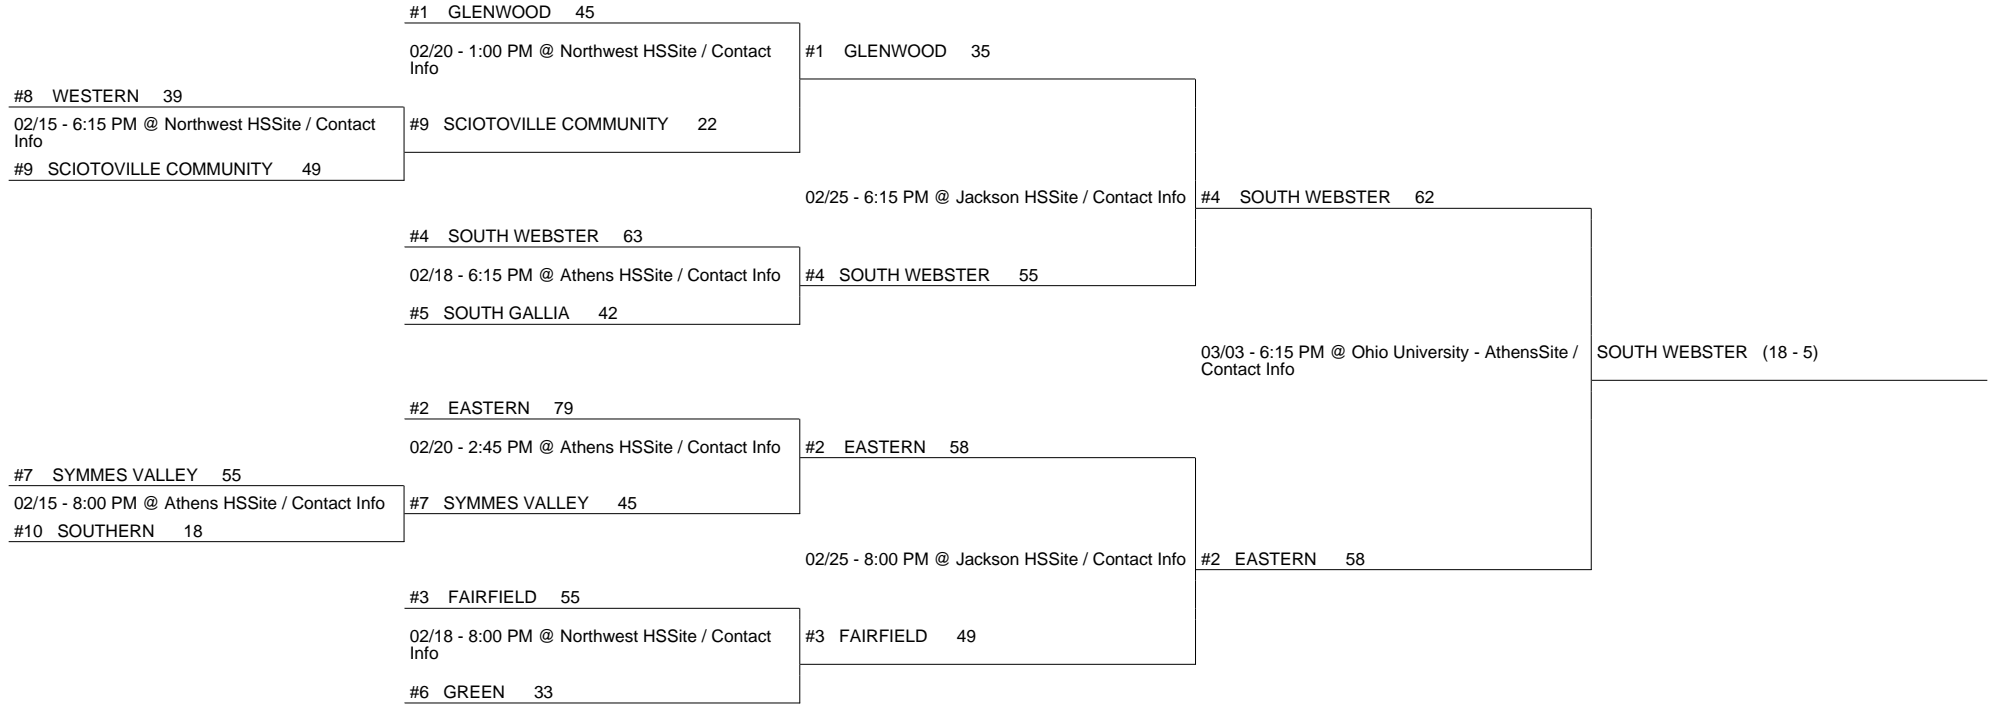 #1 GLENWOOD 45
02/20 - 1:00 PM @ Northwest HSSite / Contact
Info
#1 GLENWOOD 35
#8 WESTERN 39
02/15 - 6:15 PM @ Northwest HSSite / Contact
Info
#9 SCIOTOVILLE COMMUNITY 22
#9 SCIOTOVILLE COMMUNITY 49
02/25 - 6:15 PM @ Jackson HSSite / Contact Info
#4 SOUTH WEBSTER 62
#4 SOUTH WEBSTER 63
02/18 - 6:15 PM @ Athens HSSite / Contact Info
#4 SOUTH WEBSTER 55
#5 SOUTH GALLIA 42
03/03 - 6:15 PM @ Ohio University - AthensSite /
Contact Info
SOUTH WEBSTER (18 - 5)
#2 EASTERN 79
02/20 - 2:45 PM @ Athens HSSite / Contact Info
#2 EASTERN 58
#7 SYMMES VALLEY 55
02/15 - 8:00 PM @ Athens HSSite / Contact Info
#7 SYMMES VALLEY 45
#10 SOUTHERN 18
02/25 - 8:00 PM @ Jackson HSSite / Contact Info
#2 EASTERN 58
#3 FAIRFIELD 55
02/18 - 8:00 PM @ Northwest HSSite / Contact
Info
#3 FAIRFIELD 49
#6 GREEN 33